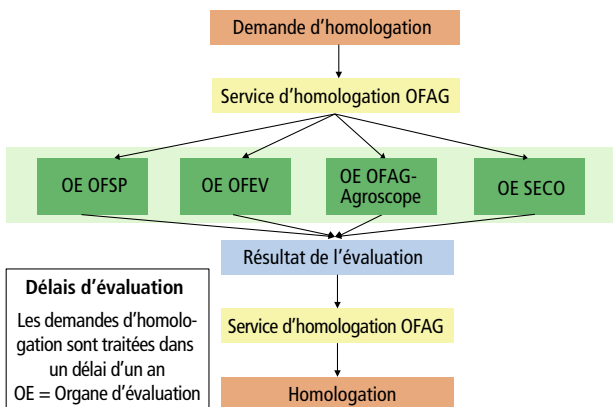 Demande d'homologation
Service d'homologation OFAG
OE OFSP
OE OFEV
OE OFAG-
Agroscope
OE SECO
Résultat de l'évaluation
Délais d'évaluation
Les demandes d'homolo-
gation sont traitées dans
un délai d'un an
OE = Organe d'évaluation
Service d'homologation OFAG
Homologation